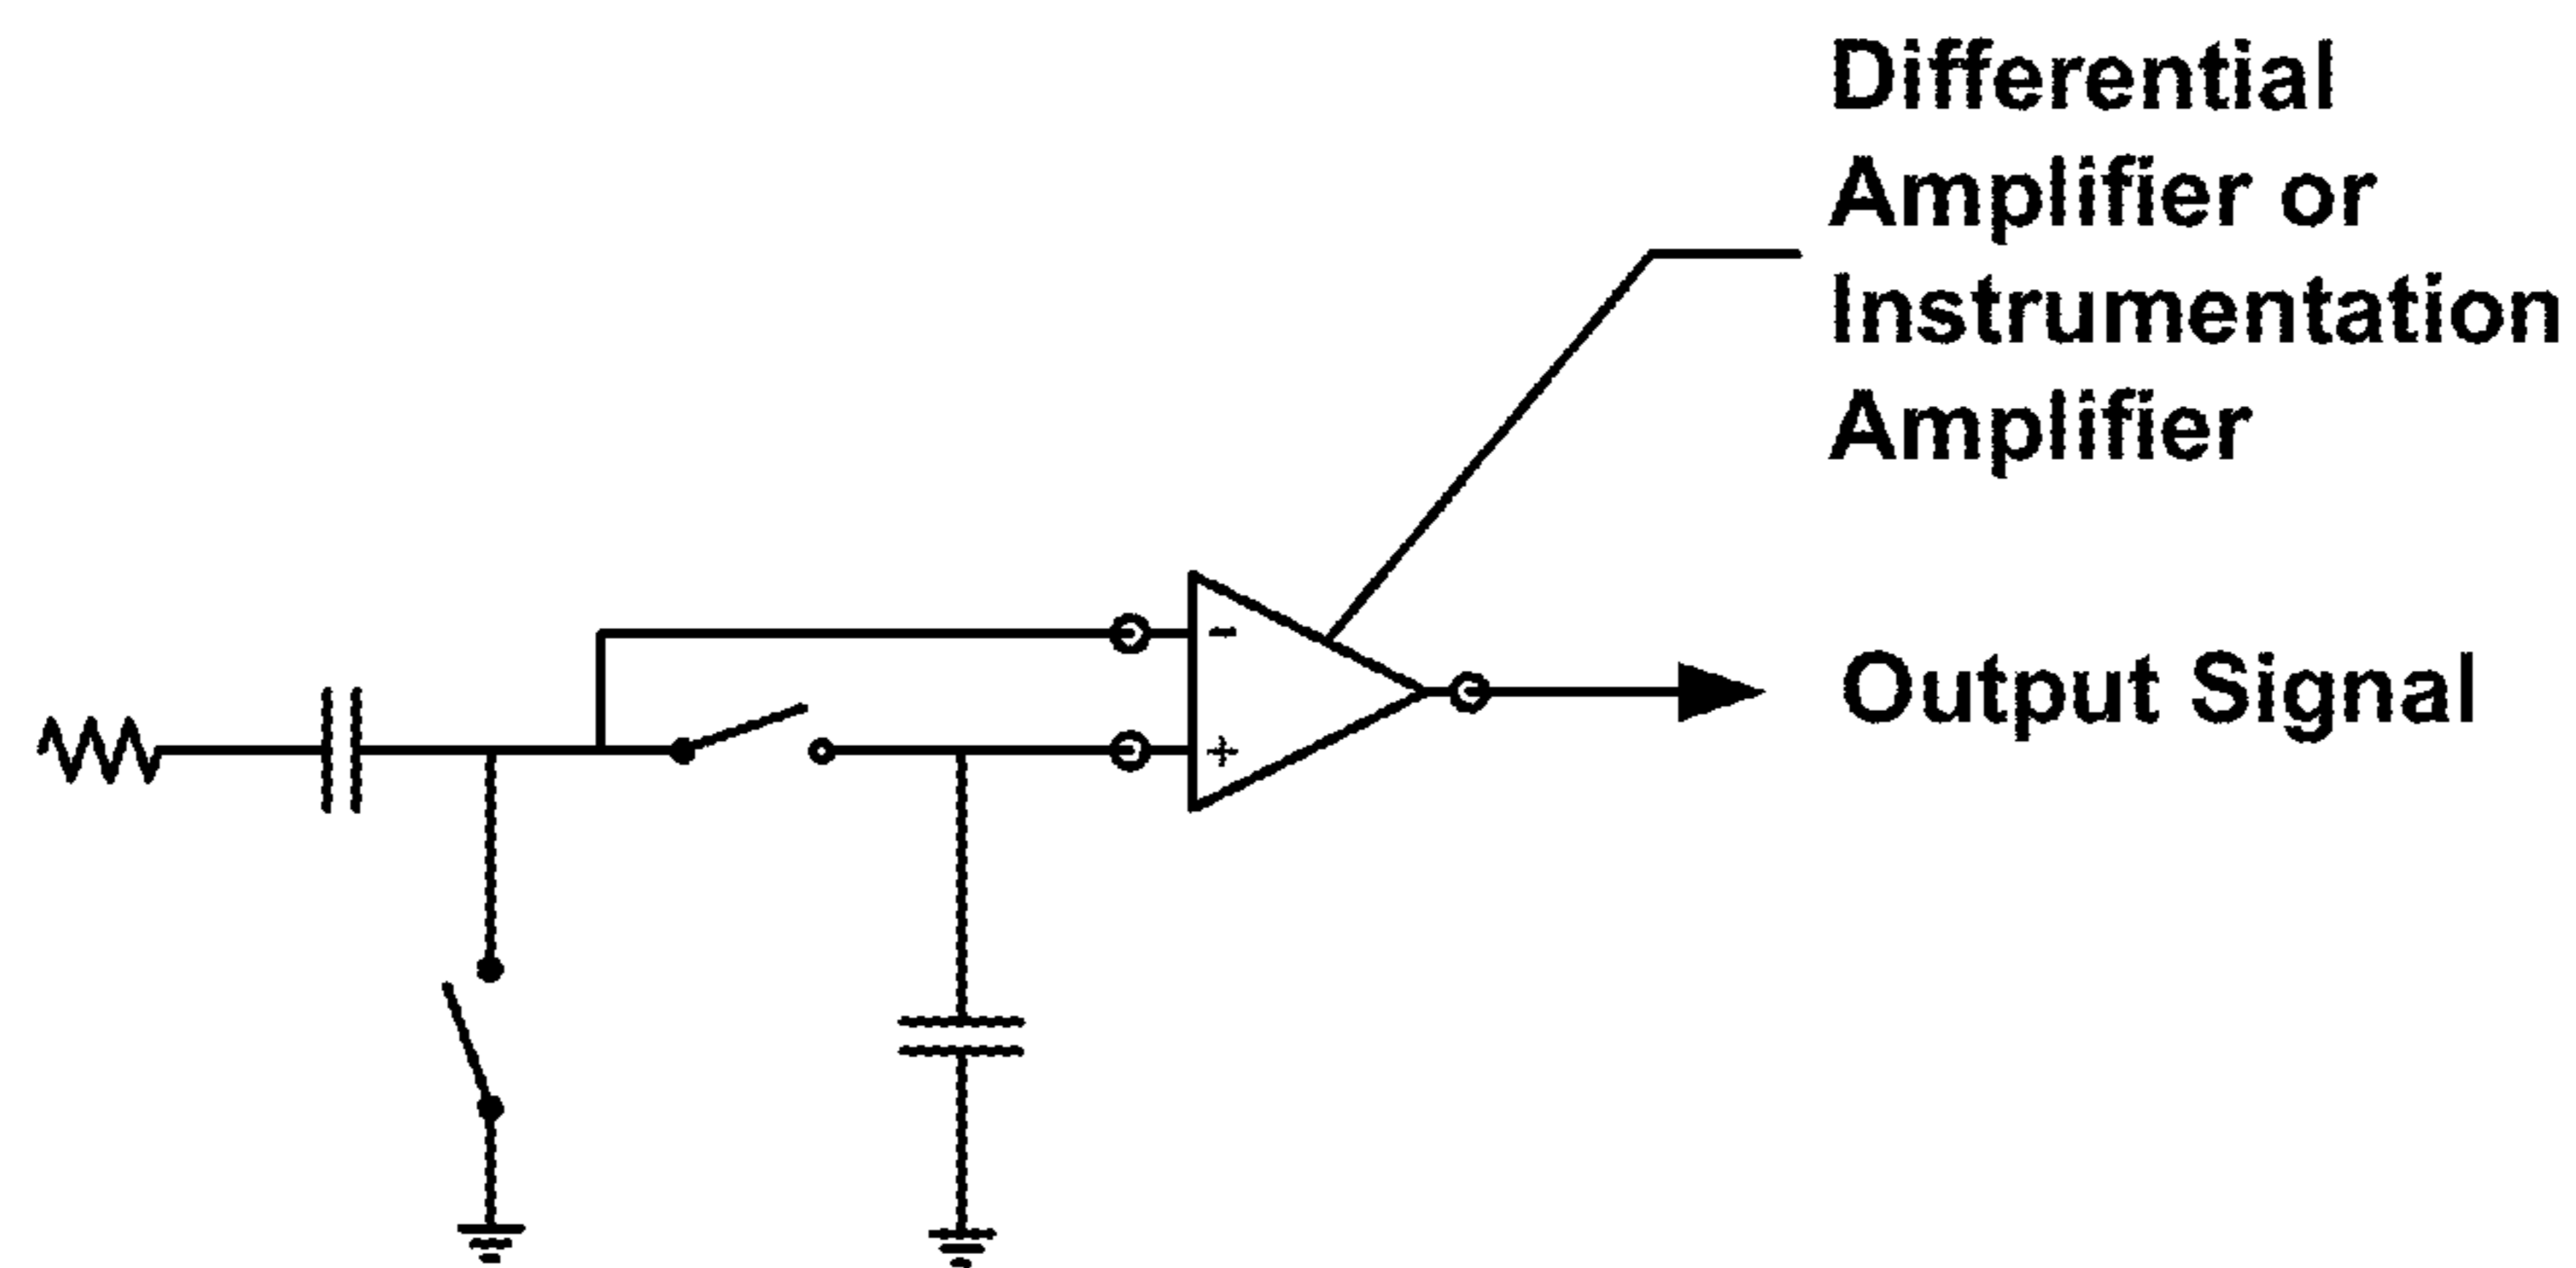 Differential
Amplifier or
Instrumentation
Amplifier
-
+
Output Signal